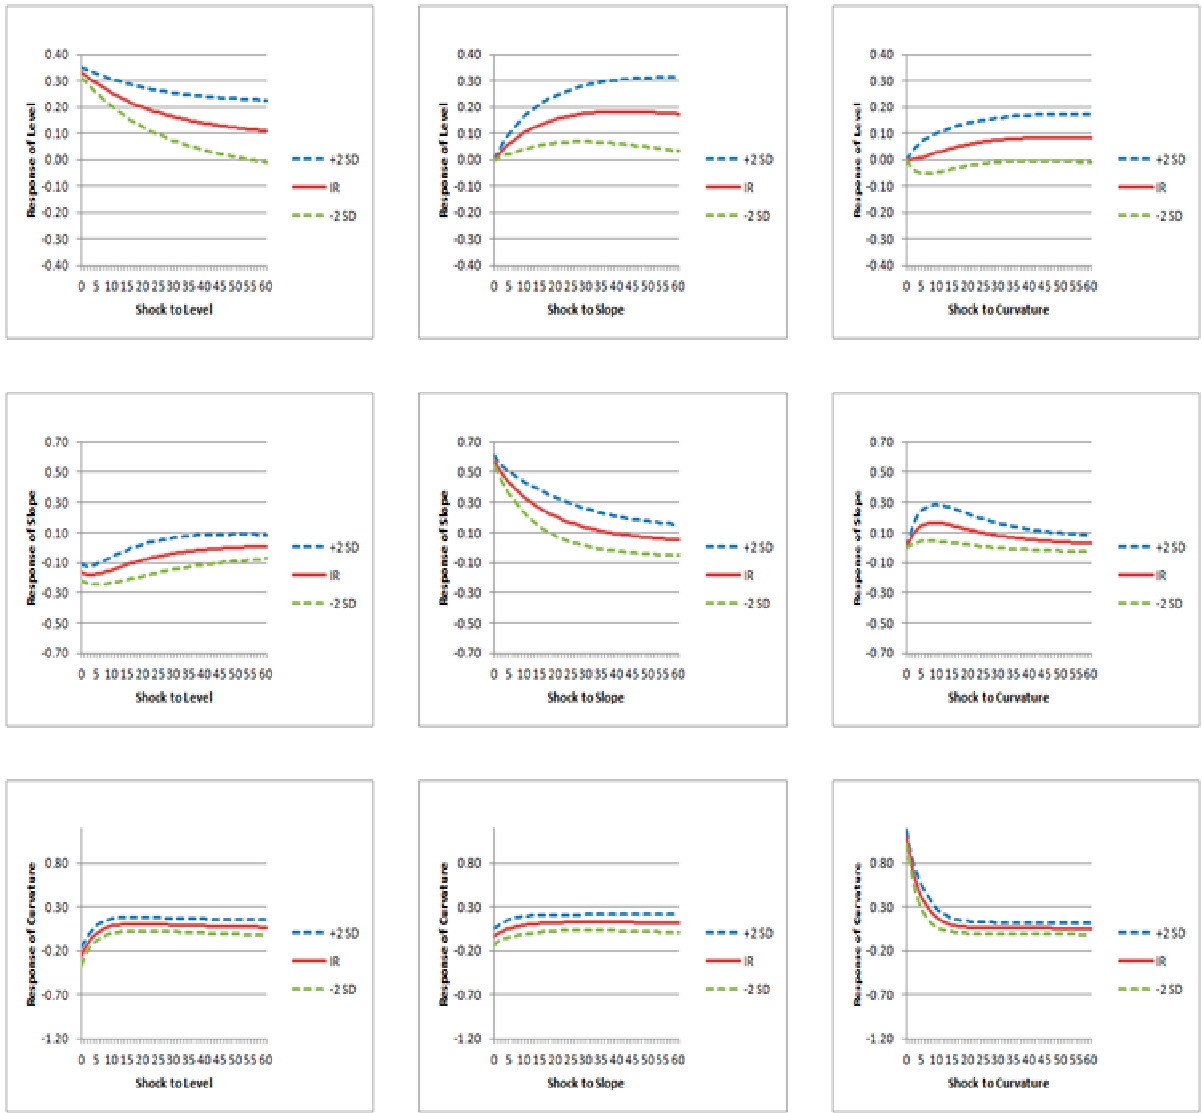 0.40 0.30 0.20 0.10 0.00 -0.10 -0.20 -0.30 -0.40
Response of Level
+2 SD
IR
-2 SD
0 5 10 15 20 25 30 35 40 45 50 55 60
Shock to Level
0.40 0.30 0.20 0.10 0.00 -0.10 -0.20 -0.30 -0.40
Response of Level
+2 SD
IR
-2 SD
0 5 10 15 20 25 30 35 40 45 50 55 60
Shock to Slope
0.40 0.30 0.20 0.10 0.00 -0.10 -0.20 -0.30 -0.40
Response of Level
+2 SD
IR
-2 SD
0 5 10 15 20 25 30 35 40 45 50 55 60
Shock to Curvature
0.70 0.50 0.30 0.10 -0.10 -0.30 -0.50 -0.70
Response of Slope
+2 SD
IR
-2 SD
0 5 10 15 20 25 30 35 40 45 50 55 60
Shock to Level
0.70 0.50 0.30 0.10 -0.10 -0.30 -0.50 -0.70
Response of Slope
+2 SD
IR
-2 SD
0 5 10 15 20 25 30 35 40 45 50 55 60
Shock to Slope
0.70 0.50 0.30 0.10 -0.10 -0.30 -0.50 -0.70
Response of Slope
+2 SD
IR
-2 SD
0 5 10 15 20 25 30 35 40 45 50 55 60
Shock to Curvature
0.80 0.30 -0.20 -0.70 -1.20
Response of Curvature
+2 SD
IR
-2 SD
0 5 10 15 20 25 30 35 40 45 50 55 60
Shock to Level
0.80 0.30 -0.20 -0.70 -1.20
Response of Curvature
+2 SD
IR
-2 SD
0 5 10 15 20 25 30 35 40 45 50 55 60
Shock to Slope
0.80 0.30 -0.20 -0.70 -1.20
Response of Curvature
+2 SD
IR
-2 SD
0 5 10 15 20 25 30 35 40 45 50 55 60
Shock to Curvature